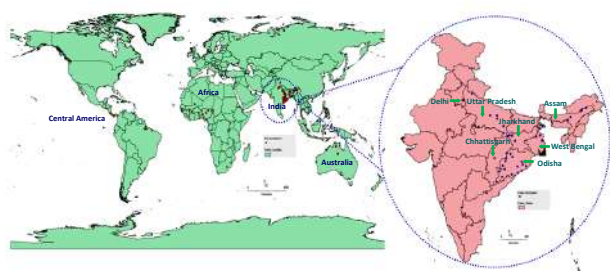 Africa
India
Central America
Australia
Delhi
Uttar Pradesh
Assam
Jharkhand
Chhattisgarh
West Bengal
Odisha